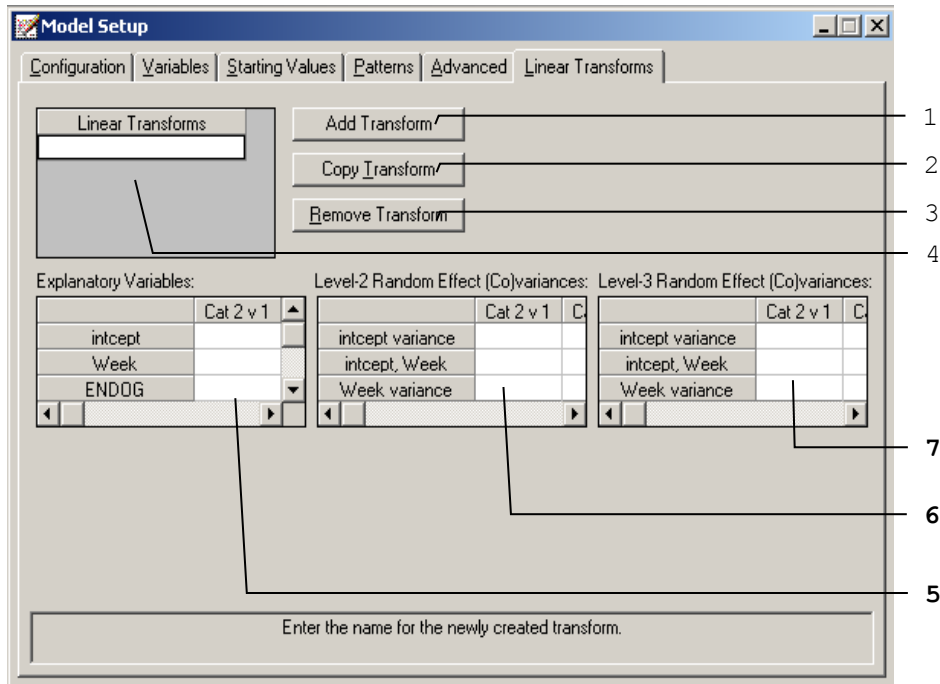 Model Setup
Configuration Variables Starting Values Patterns Advanced Linear Transforms
Linear Transforms
Add Transform
1
Copy Transform
2
Remove Transform
3
4
Explanatory Variables:
Cat 2 v 1
intcept
Week
ENDOG
Level-2 Random Effect (Co)variances:
Cat 2 v 1
intcept variance
intcept, Week
Week variance
Level-3 Random Effect (Co)variances:
Cat 2 v 1
intcept variance
intcept, Week
Week variance
7
6
5
Enter the name for the newly created transform.